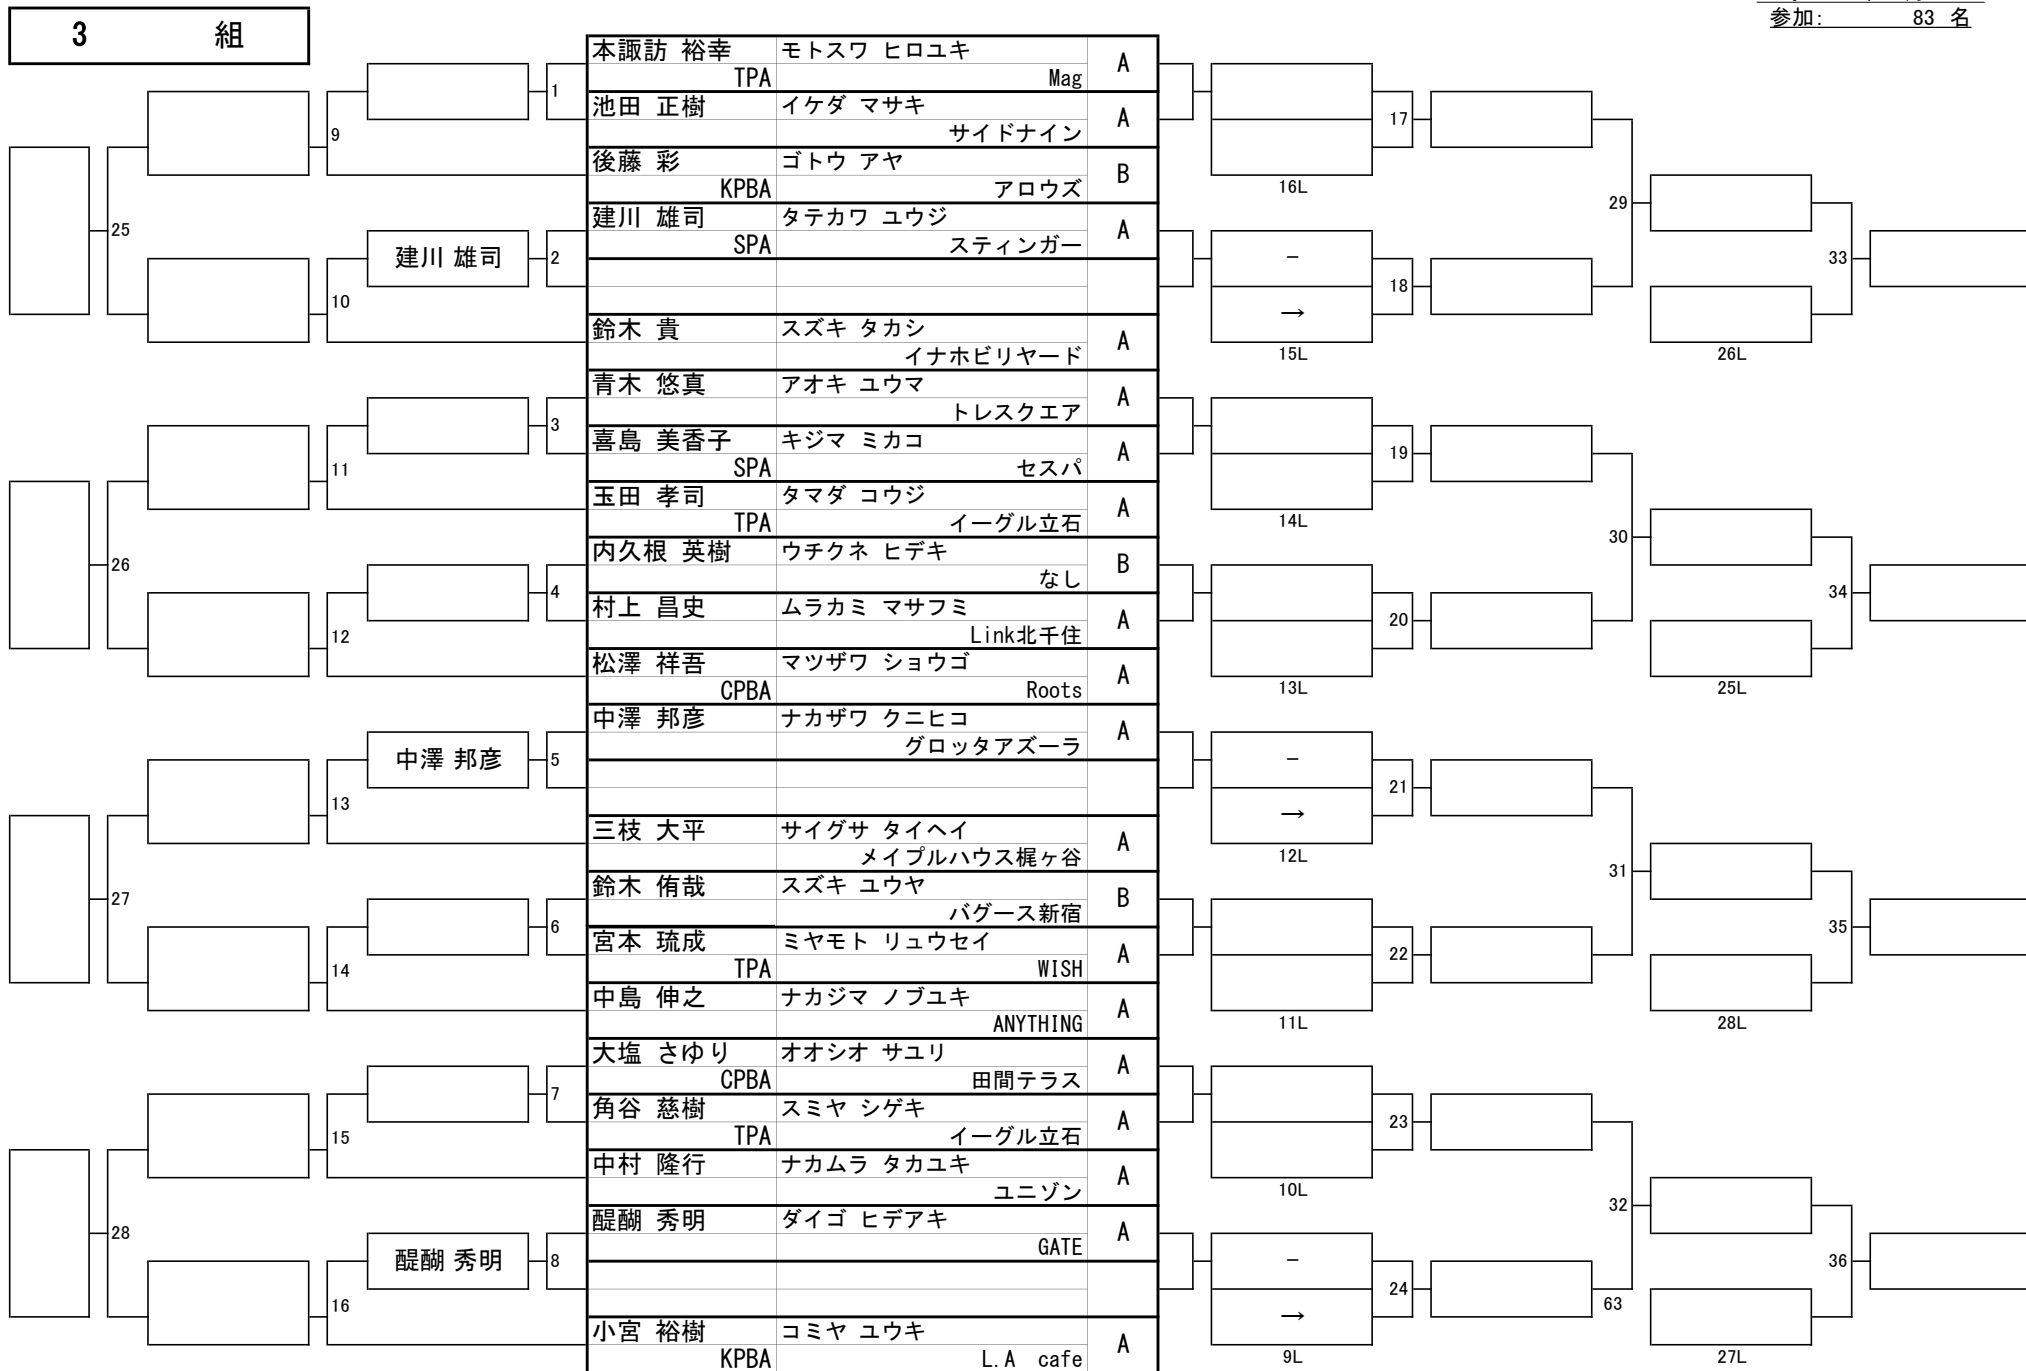 3 組
参加: 83 名
本諏訪 裕幸 モトスワ ヒロユキ A
TPA Mag
1
池田 正樹 イケダ マサキ A
サイドナイン
9
17
後藤 彩 ゴトウ アヤ B
KPBA アロウズ
16L
29
建川 雄司 タテカワ ユウジ A
SPA スティンガー
25
建川 雄司 2
- 18 33
→
10
鈴木 貴 スズキ タカシ A
イナホビリヤード
15L 26L
青木 悠真 アオキ ユウマ A
トレスクエア
3
喜島 美香子 キジマ ミカコ A
SPA セスパ
11
19
玉田 孝司 タマダ コウジ A
TPA イーグル立石
14L
30
内久根 英樹 ウチクネ ヒデキ B
なし
26
4
34
村上 昌史 ムラカミ マサフミ A
Link北千住
12
20
松澤 祥吾 マツザワ ショウゴ A
CPBA Roots
13L 25L
中澤 邦彦 ナカザワ クニヒコ A
グロッタアズーラ
中澤 邦彦 5
- 21
→
13
三枝 大平 サイグサ タイヘイ A
メイプルハウス梶ヶ谷
12L
31
鈴木 侑哉 スズキ ユウヤ B
バグース新宿
27
6
35
宮本 琉成 ミヤモト リュウセイ A
TPA WISH
14
22
中島 伸之 ナカジマ ノブユキ A
ANYTHING
11L 28L
大塩 さゆり オオシオ サユリ A
CPBA 田間テラス
7
角谷 慈樹 スミヤ シゲキ A
TPA イーグル立石
15
23
中村 隆行 ナカムラ タカユキ A
ユニゾン
10L
32
醍醐 秀明 ダイゴ ヒデアキ A
GATE
28
醍醐 秀明 8
- 24 36
→
16
63
小宮 裕樹 コミヤ ユウキ A
KPBA L.A cafe
9L 27L